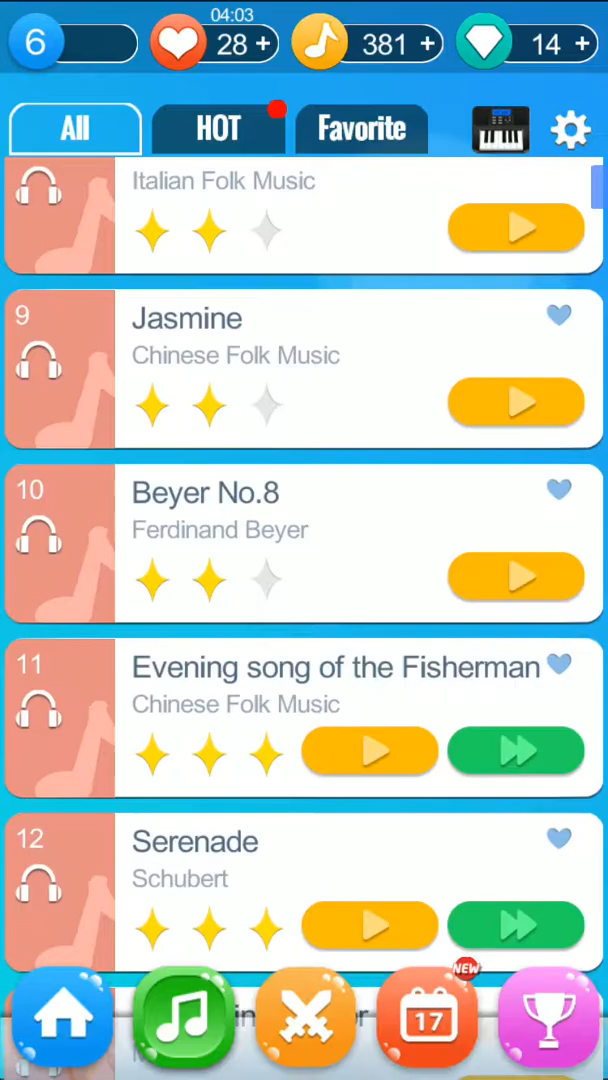 04:03
6
28 +
381 +
14 +
All
HOT
Favorite
Italian Folk Music
9
Jasmine
Chinese Folk Music
10
Beyer No.8
Ferdinand Beyer
11
Evening song of the Fisherman
Chinese Folk Music
12
Serenade
Schubert
NEW
17